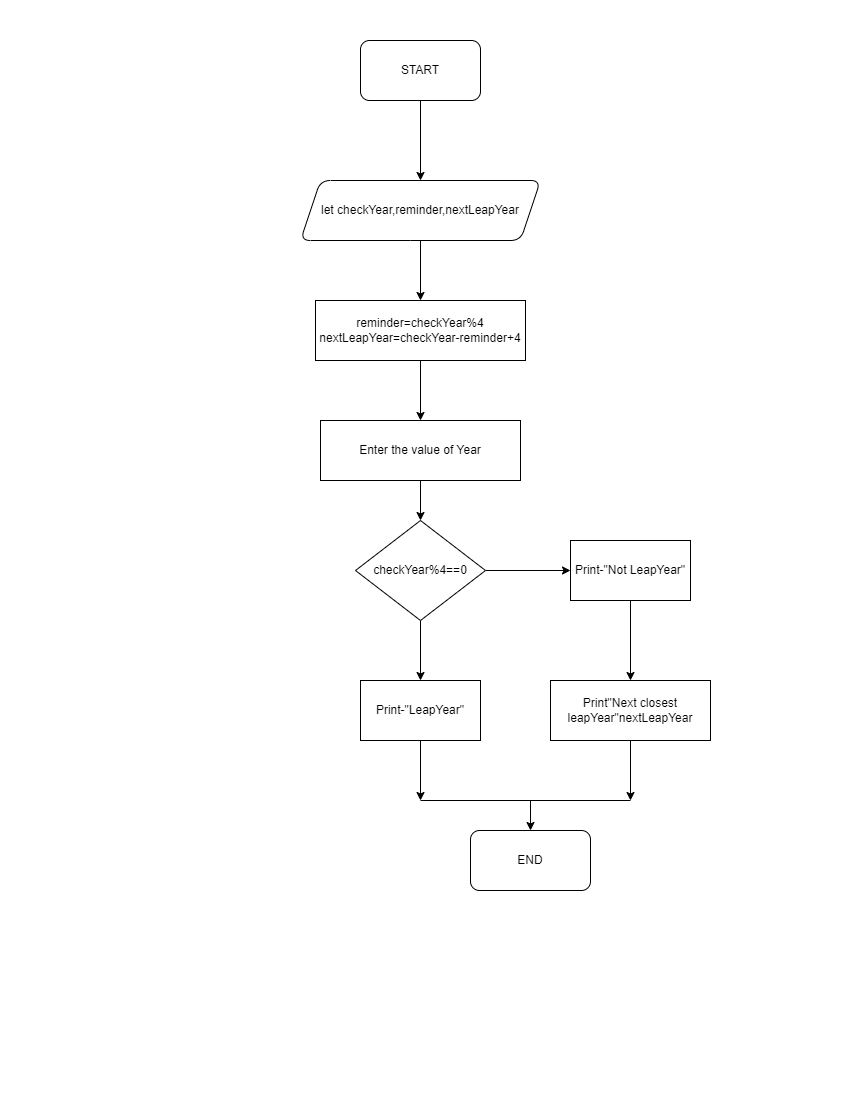 START
let checkYear,reminder,nextLeapYear
reminder=checkYear%4
nextLeapYear=checkYear-reminder+4
Enter the value of Year
checkYear%4==0
Print-"Not LeapYear"
Print-"LeapYear"
Print"Next closest
leapYear"nextLeapYear
END